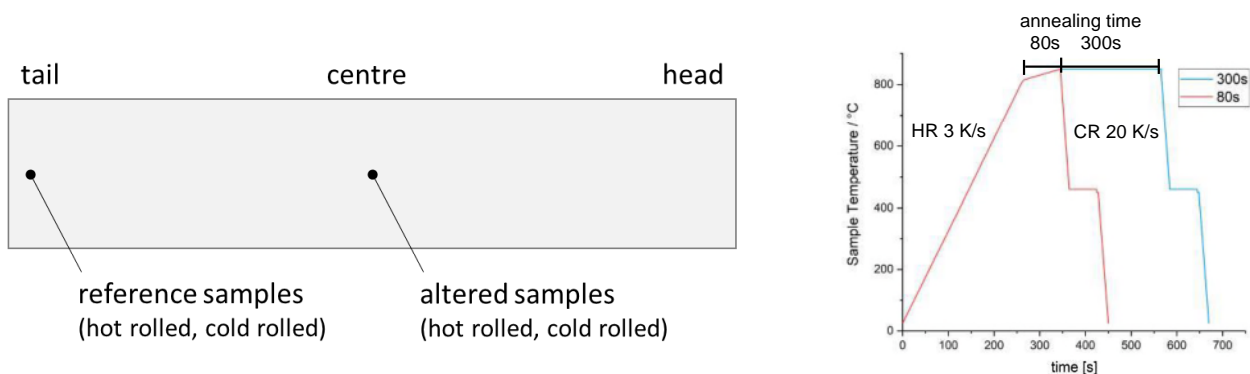 tail
centre
head
reference samples
(hot rolled, cold rolled)
altered samples
(hot rolled, cold rolled)
annealing time
80s
300s
300s
80s
HR 3 K/s
CR 20 K/s
Sample Temperature / °C
800
600
400
200
0
0
100
200
300
400
500
600
700
time [s]